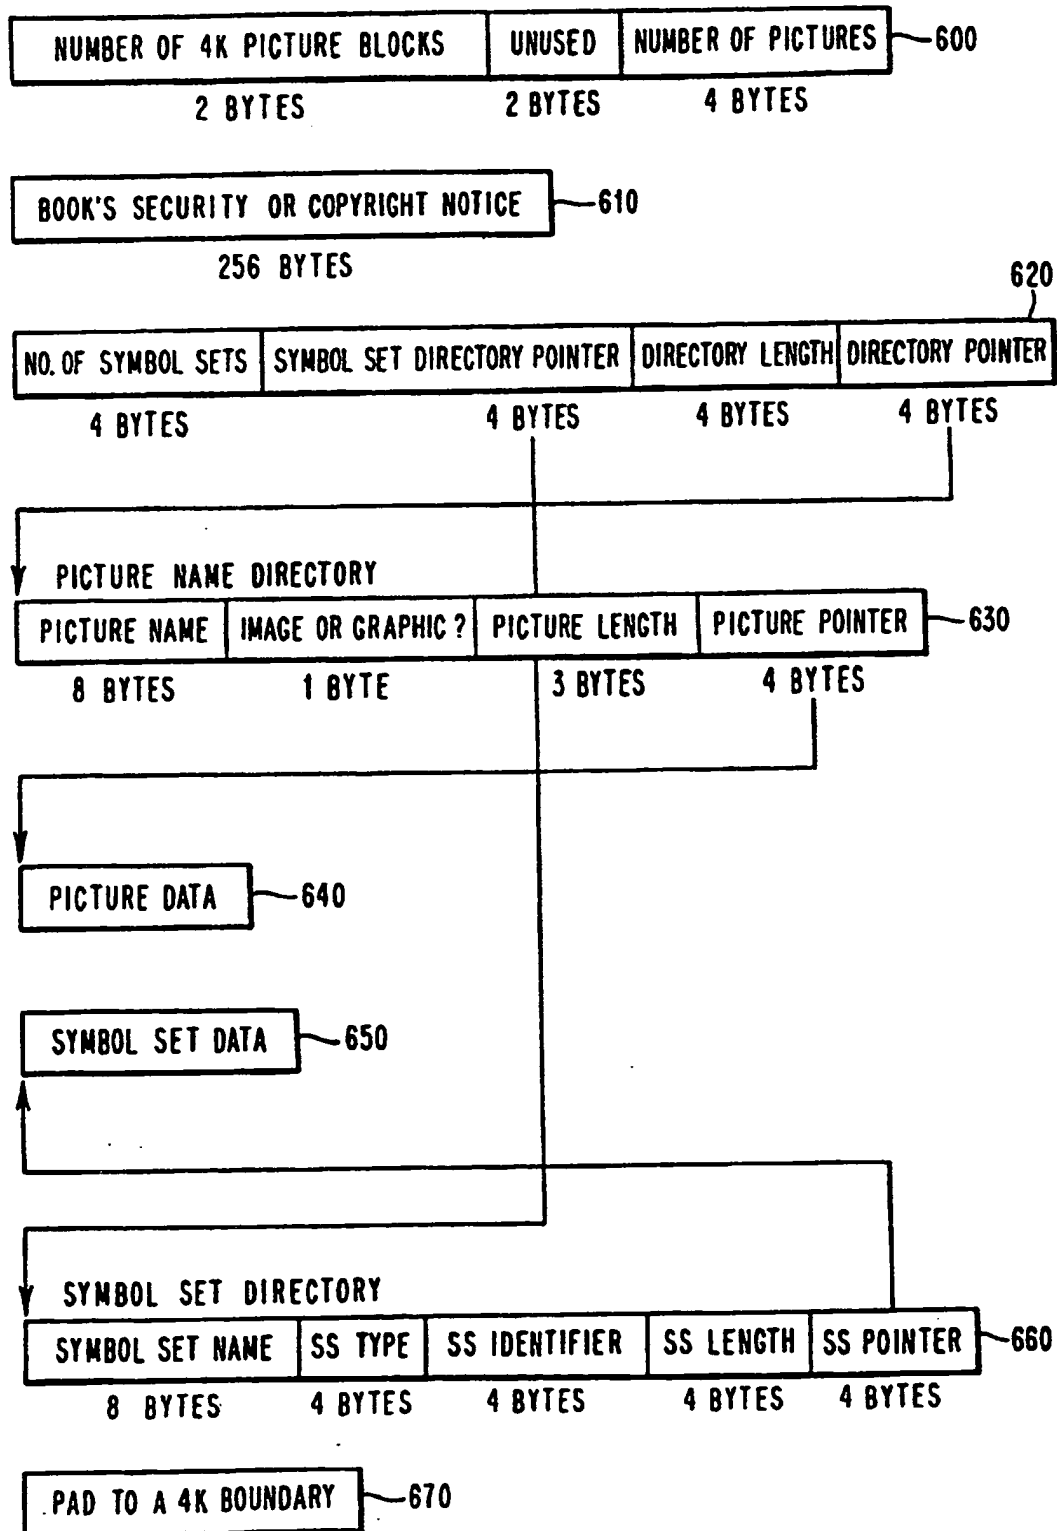 NUMBER OF 4K PICTURE BLOCKS UNUSED NUMBER OF PICTURES 600
2 BYTES 2 BYTES 4 BYTES
BOOK'S SECURITY OR COPYRIGHT NOTICE 610
256 BYTES
620
NO. OF SYMBOL SETS SYMBOL SET DIRECTORY POINTER DIRECTORY LENGTH DIRECTORY POINTER
4 BYTES 4 BYTES 4 BYTES 4 BYTES
PICTURE NAME DIRECTORY
PICTURE NAME IMAGE OR GRAPHIC ? PICTURE LENGTH PICTURE POINTER 630
8 BYTES 1 BYTE 3 BYTES 4 BYTES
PICTURE DATA 640
SYMBOL SET DATA 650
SYMBOL SET DIRECTORY
SYMBOL SET NAME SS TYPE SS IDENTIFIER SS LENGTH SS POINTER 660
8 BYTES 4 BYTES 4 BYTES 4 BYTES 4 BYTES
PAD TO A 4K BOUNDARY 670